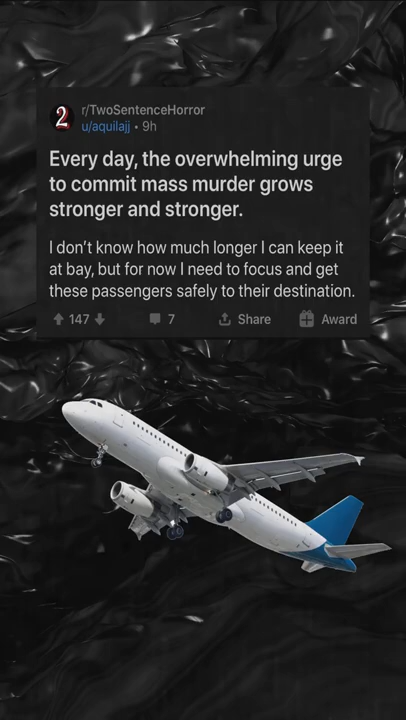 r/TwoSentenceHorror
u/aquilajj • 9h
Every day, the overwhelming urge
to commit mass murder grows
stronger and stronger.
I don't know how much longer I can keep it
at bay, but for now I need to focus and get
these passengers safely to their destination.
147 7 Share Award